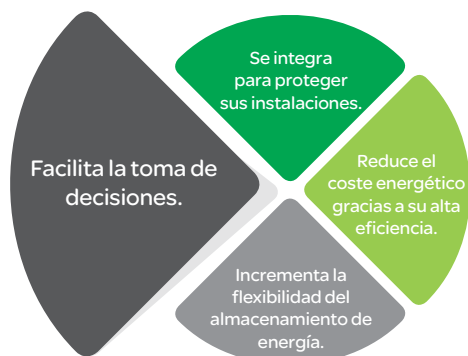 Se integra
para proteger
sus instalaciones.
Facilita la toma de
decisiones.
Reduce el
coste energético
gracias a su alta
eficiencia.
Incrementa la
flexibilidad del
almacenamiento de
energía.